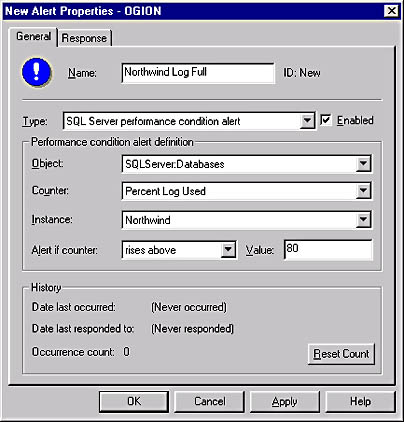 New Alert Properties - OGION
General Response
Name: Northwind Log Full ID: New
Type: SQL Server performance condition alert Enabled
Performance condition alert definition
Object: SQLServer:Databases
Counter: Percent Log Used
Instance: Northwind
Alert if counter: rises above Value: 80
History
Date last occurred: (Never occurred)
Date last responded to: (Never responded)
Occurrence count: 0
Reset Count
OK Cancel Apply Help